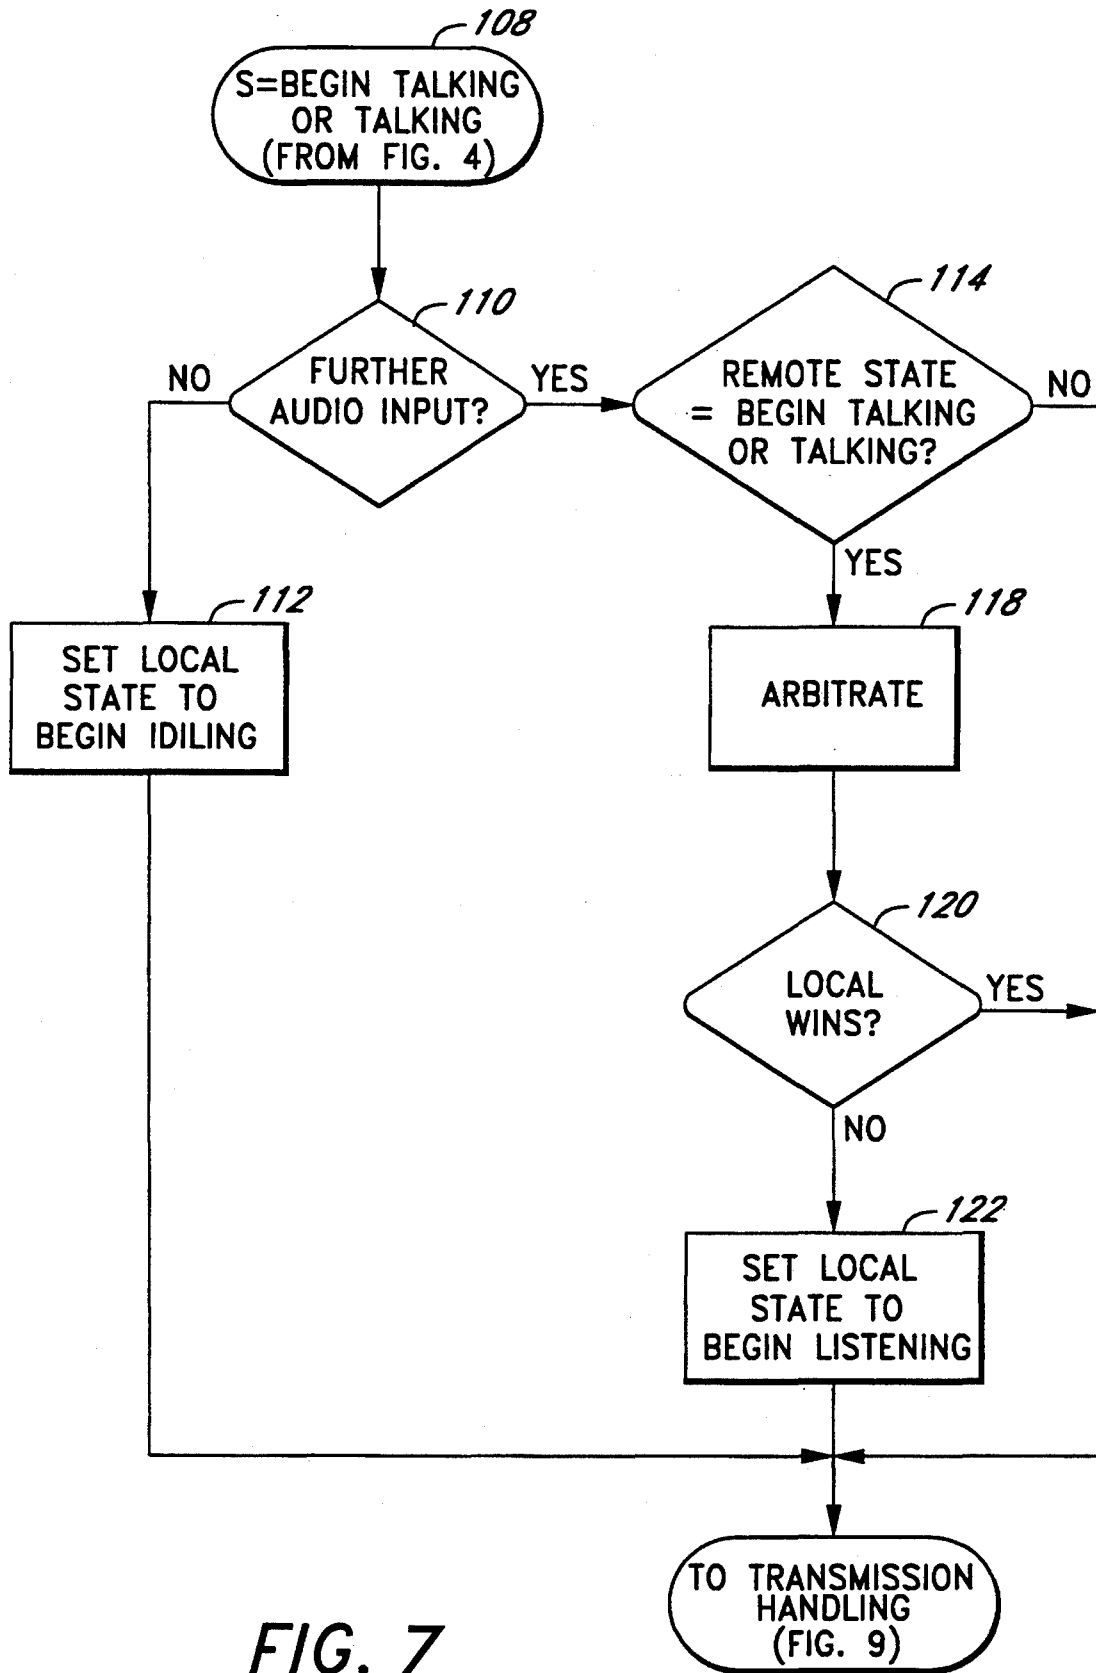 108
S=BEGIN TALKING
OR TALKING
(FROM FIG. 4)
110
FURTHER
AUDIO INPUT?
NO
YES
114
REMOTE STATE
= BEGIN TALKING
OR TALKING?
NO
YES
112
SET LOCAL
STATE TO
BEGIN IDILING
118
ARBITRATE
120
LOCAL
WINS?
YES
NO
122
SET LOCAL
STATE TO
BEGIN LISTENING
TO TRANSMISSION
HANDLING
(FIG. 9)
FIG. 7